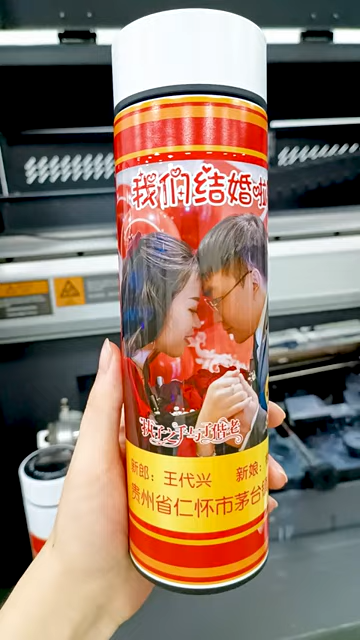 我们结婚啦
执子之手与子偕老
新郎：王代兴 新娘：
贵州省仁怀市茅台